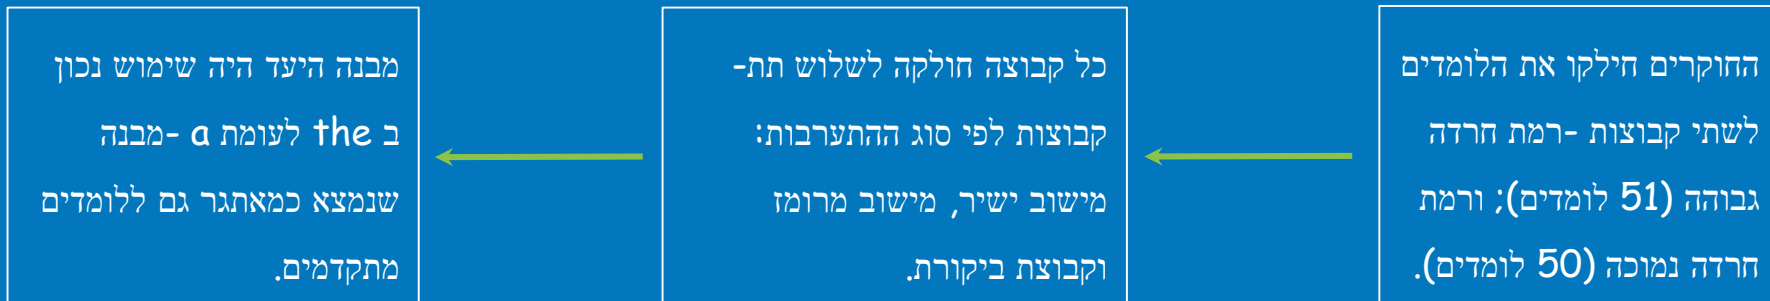 החוקרים חילקו את הלומדים
לשתי קבוצות -רמת חרדה
גבוהה (51 לומדים); ורמת
חרדה נמוכה (50 לומדים).
כל קבוצה חולקה לשלוש תת-
קבוצות לפי סוג ההתערבות:
מישוב ישיר, מישוב מרומז
וקבוצת ביקורת.
מבנה היעד היה שימוש נכון
ב the לעומת a -מבנה
שנמצא כמאתגר גם ללומדים
מתקדמים.